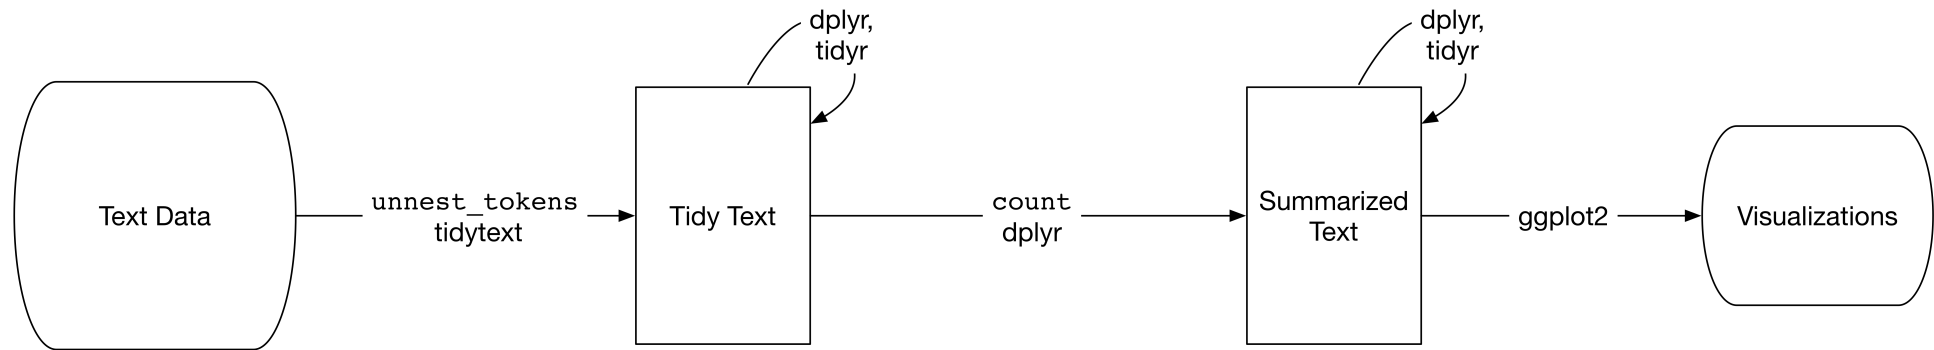 dplyr,
tidyr
dplyr,
tidyr
Text Data
unnest_tokens
tidytext
Tidy Text
count
dplyr
Summarized
Text
ggplot2
Visualizations